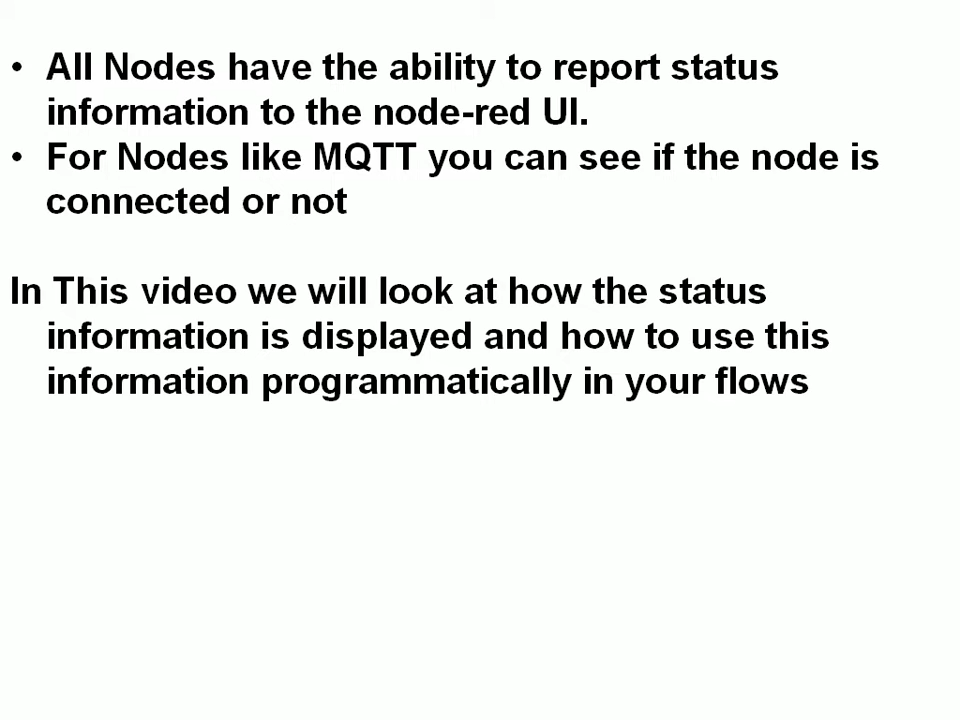 • All Nodes have the ability to report status
information to the node-red UI.
• For Nodes like MQTT you can see if the node is
connected or not
In This video we will look at how the status
information is displayed and how to use this
information programmatically in your flows